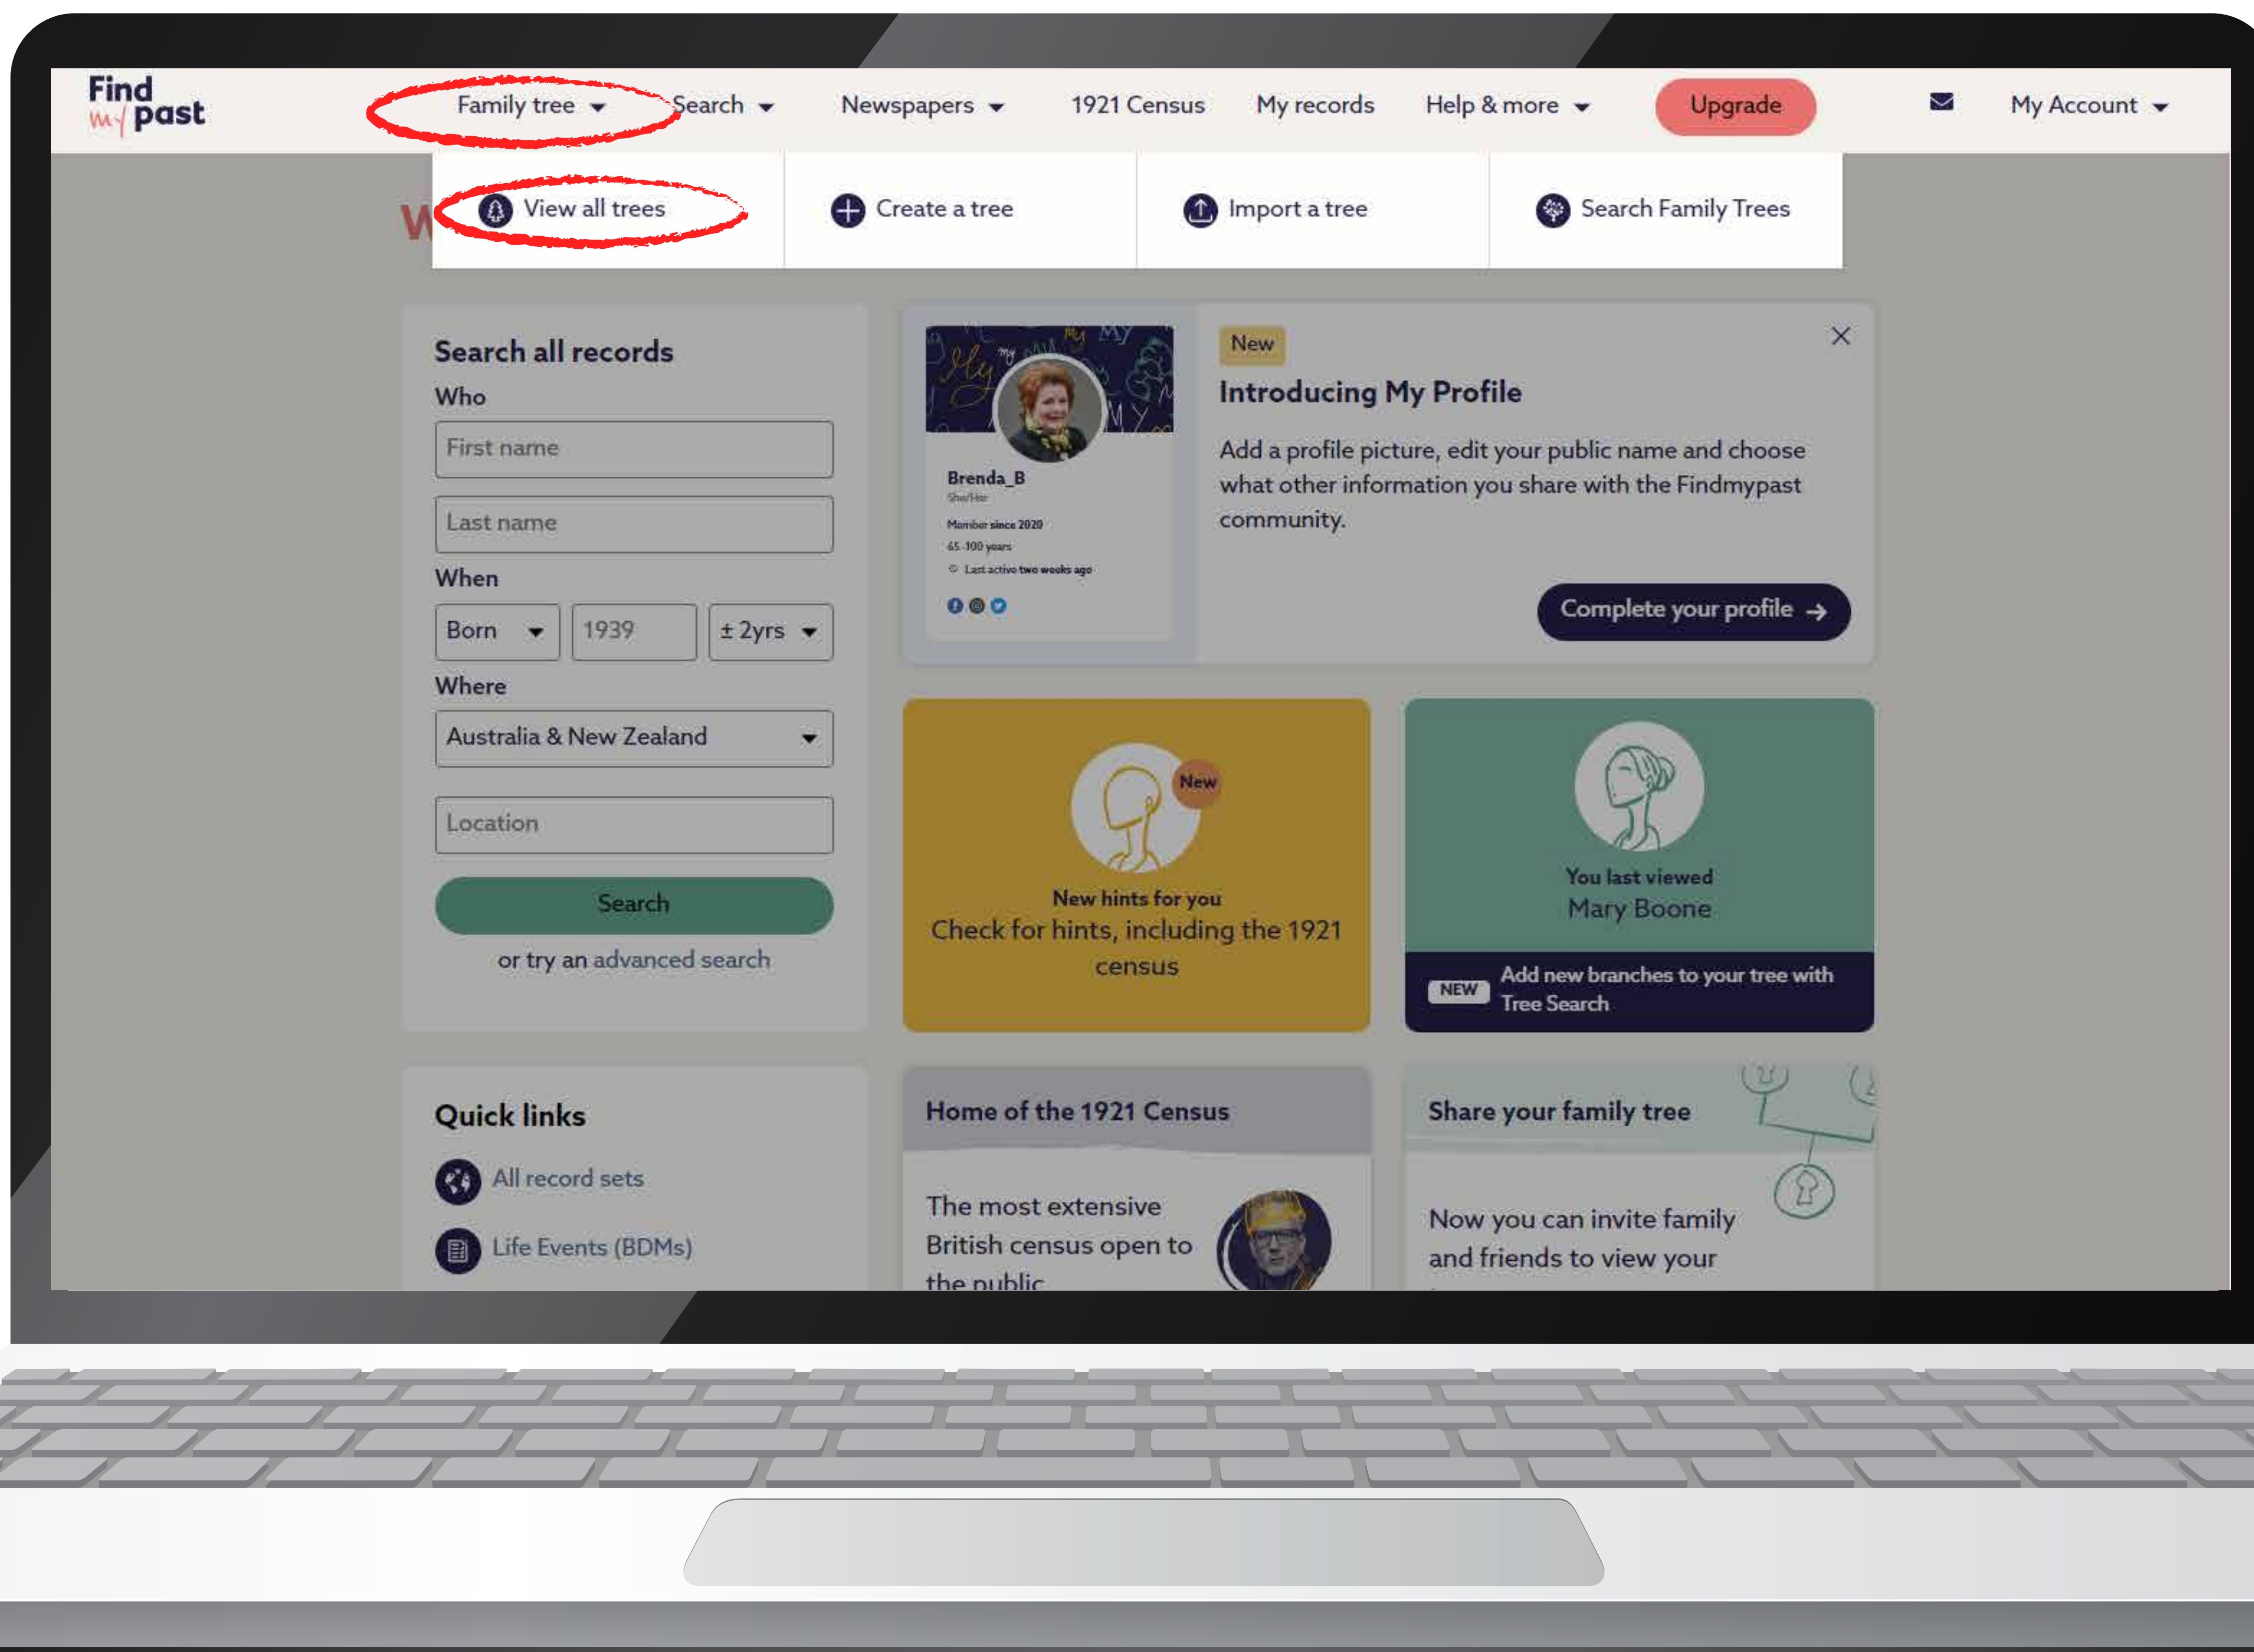 Find
my past
Family tree
Search
Newspapers
1921 Census
My records
Help & more
Upgrade
My Account
W
View all trees
Create a tree
Import a tree
Search Family Trees
Search all records
Who
First name
Last name
When
Born
1939
± 2yrs
Where
Australia & New Zealand
Location
Search
or try an advanced search
my MY
My my
MY
Brenda_B
She/Her
Member since 2020
65-100 years
Last active two weeks ago
New
Introducing My Profile
Add a profile picture, edit your public name and choose
what other information you share with the Findmypast
community.
Complete your profile →
New
New hints for you
Check for hints, including the 1921
census
You last viewed
Mary Boone
NEW
Add new branches to your tree with
Tree Search
Quick links
All record sets
Life Events (BDMs)
Home of the 1921 Census
The most extensive
British census open to
the public
Share your family tree
Now you can invite family
and friends to view your